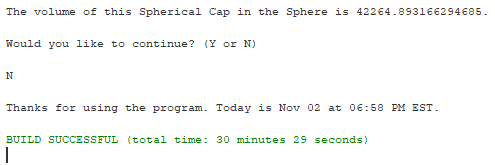 The volume of this Spherical Cap in the Sphere is 42264.893166294685.
Would you like to continue? (Y or N)
N
Thanks for using the program. Today is Nov 02 at 06:58 PM EST.
BUILD SUCCESSFUL (total time: 30 minutes 29 seconds)